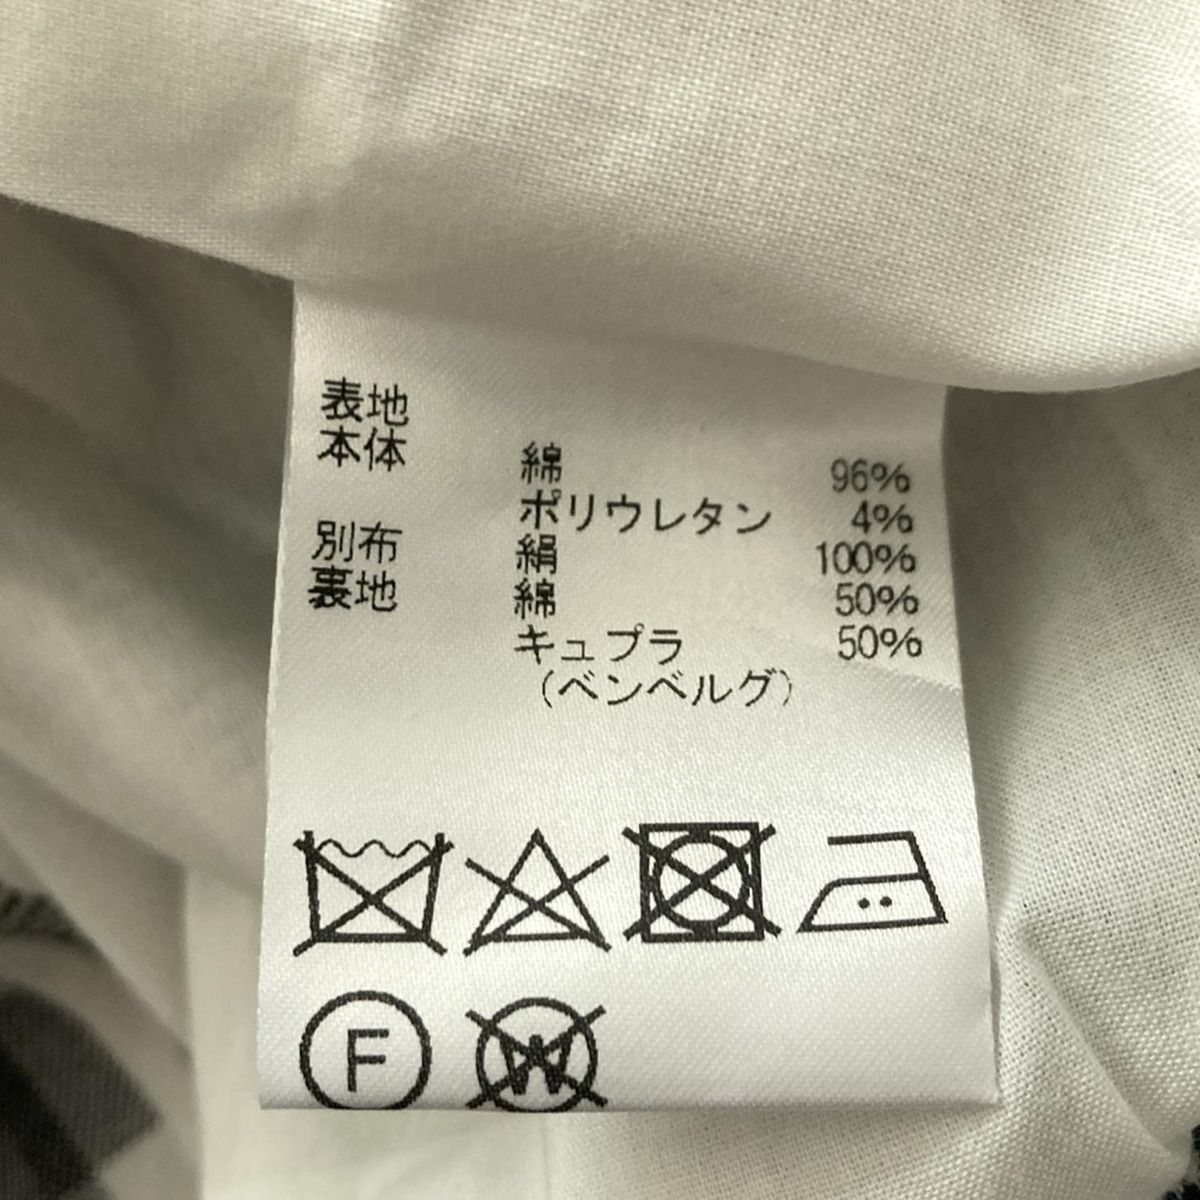 表地
本体 綿 96%
ポリウレタン 4%
別布 絹 100%
裏地 綿 50%
キュプラ 50%
(ベンベルグ)
F W